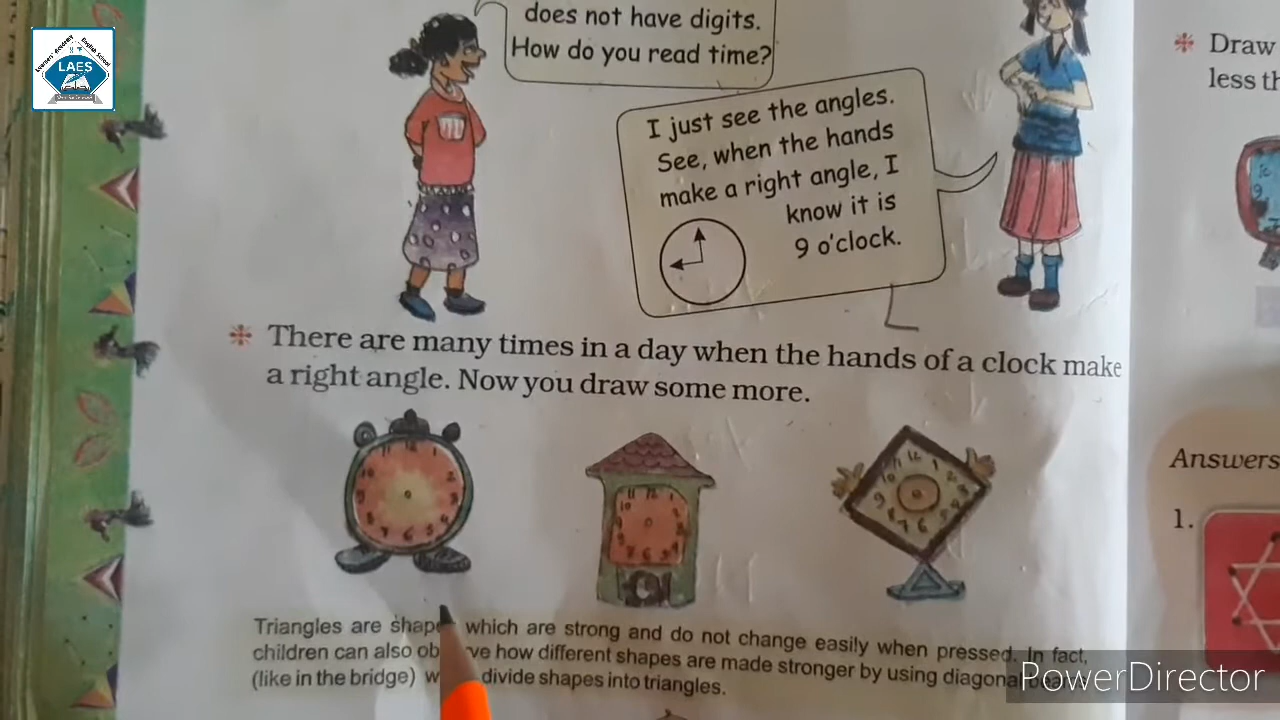 does not have digits.
How do you read time?
I just see the angles.
See, when the hands
make a right angle, I
know it is
9 o'clock.
There are many times in a day when the hands of a clock make
a right angle. Now you draw some more.
Triangles are shape which are strong and do not change easily when pressed. In fact,
children can also ob ve how different shapes are made stronger by using diagonal
(like in the bridge) w divide shapes into triangles.
Draw
less th
Answers
1.
LAES
PowerDirector